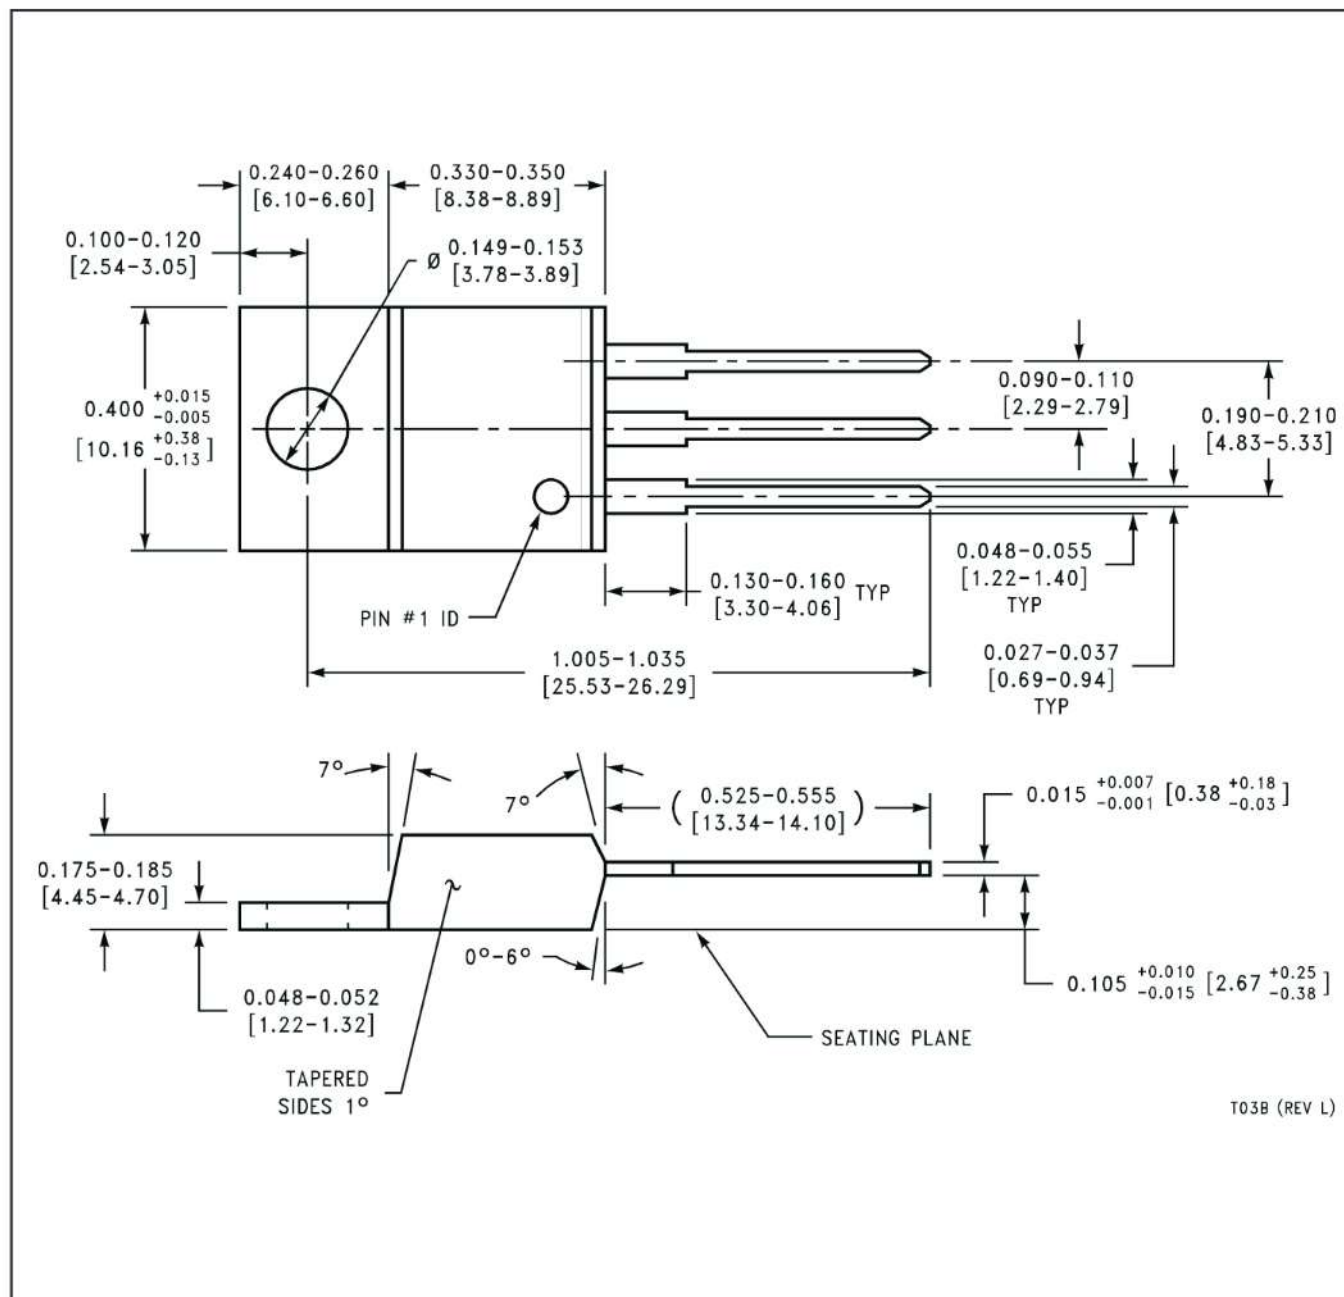 0.240-0.260
[6.10-6.60]
0.330-0.350
[8.38-8.89]
0.100-0.120
[2.54-3.05]
Ø 0.149-0.153
[3.78-3.89]
0.400 +0.015
-0.005
[10.16 +0.38
-0.13 ]
0.090-0.110
[2.29-2.79]
0.190-0.210
[4.83-5.33]
0.048-0.055
[1.22-1.40]
TYP
0.130-0.160 TYP
[3.30-4.06]
PIN #1 ID
1.005-1.035
[25.53-26.29]
0.027-0.037
[0.69-0.94]
TYP
7°
7°
( 0.525-0.555 )
[13.34-14.10]
0.015 +0.007 [0.38 +0.18 ]
-0.001 -0.03
0.175-0.185
[4.45-4.70]
0°-6°
0.105 +0.010 [2.67 +0.25 ]
-0.015 -0.38
0.048-0.052
[1.22-1.32]
SEATING PLANE
TAPERED
SIDES 1°
T03B (REV L)